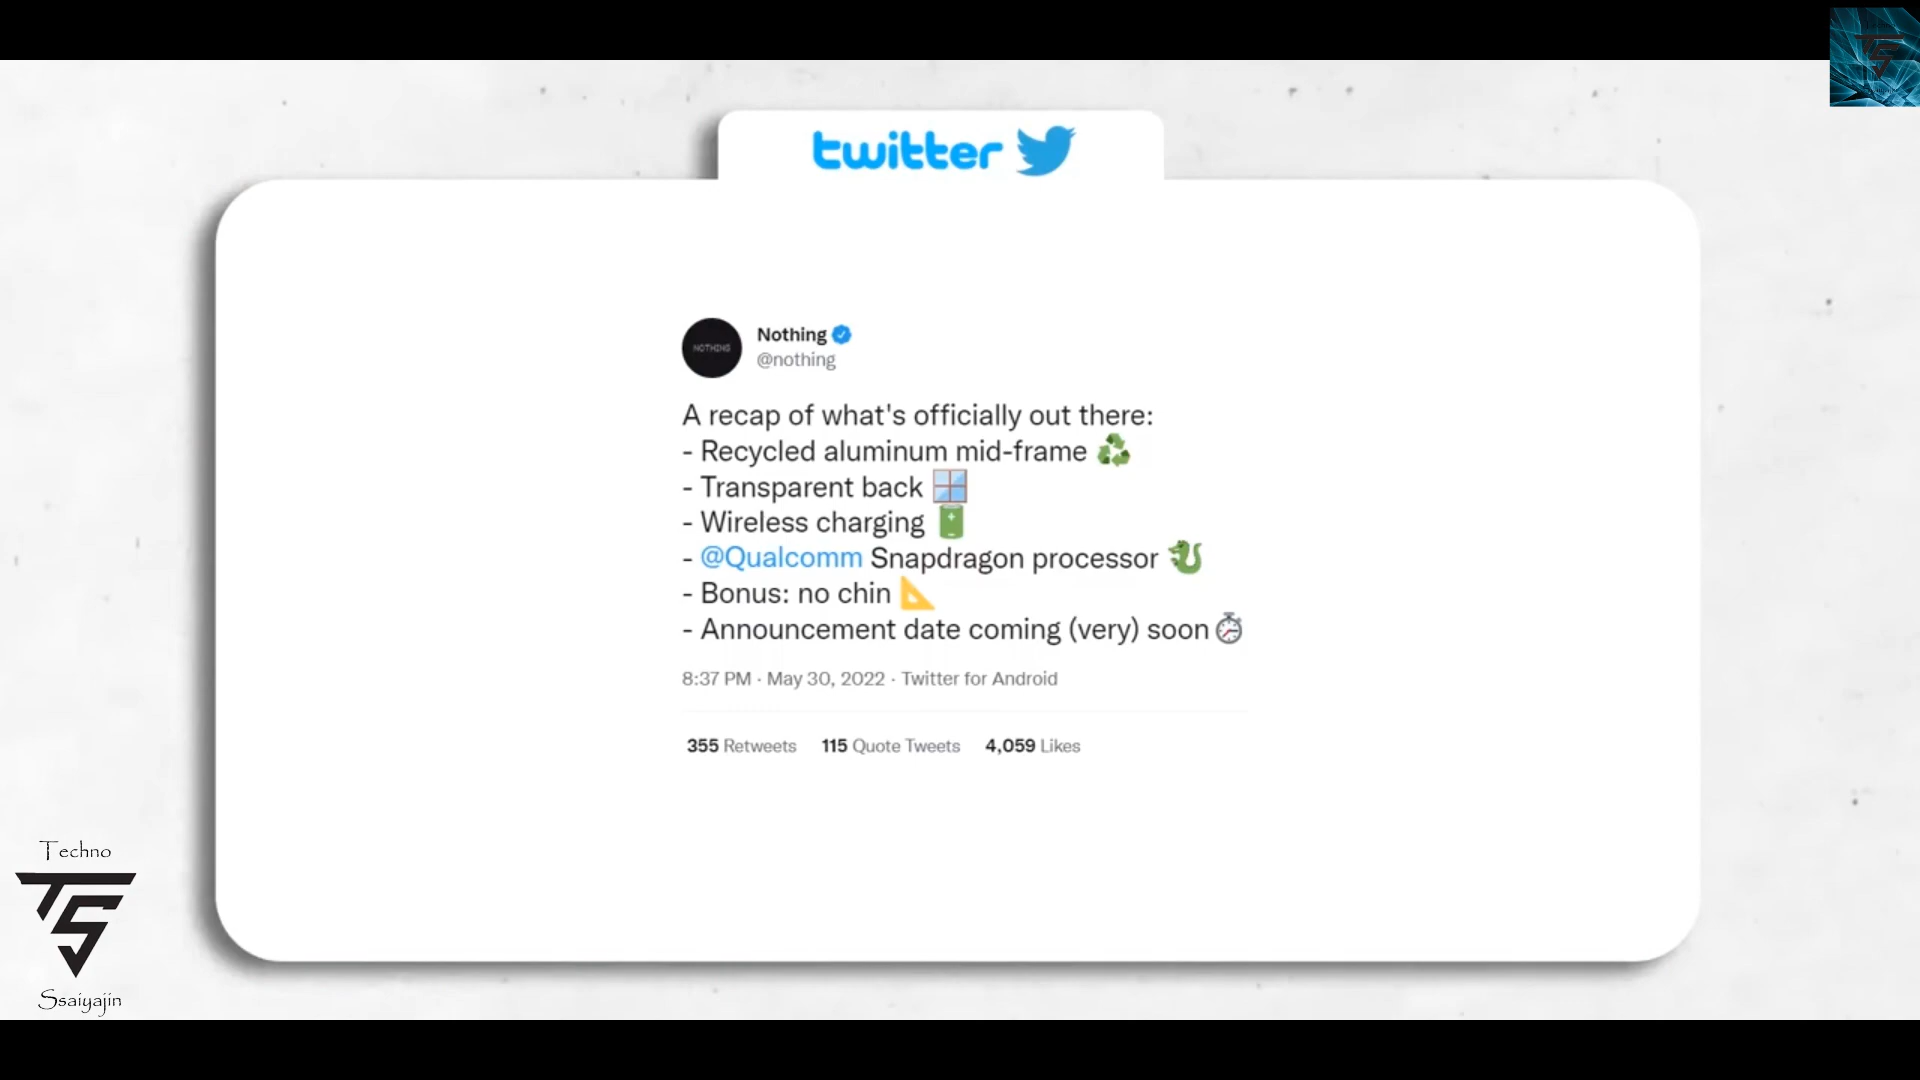 twitter
Nothing
@nothing
NOTHING
A recap of what's officially out there:
- Recycled aluminum mid-frame ♻️
- Transparent back 🪟
- Wireless charging 🔋
- @Qualcomm Snapdragon processor 🐉
- Bonus: no chin 📐
- Announcement date coming (very) soon ⏱️
8:37 PM · May 30, 2022 · Twitter for Android
355 Retweets 115 Quote Tweets 4,059 Likes
Techno
TS
Ssaiyajin